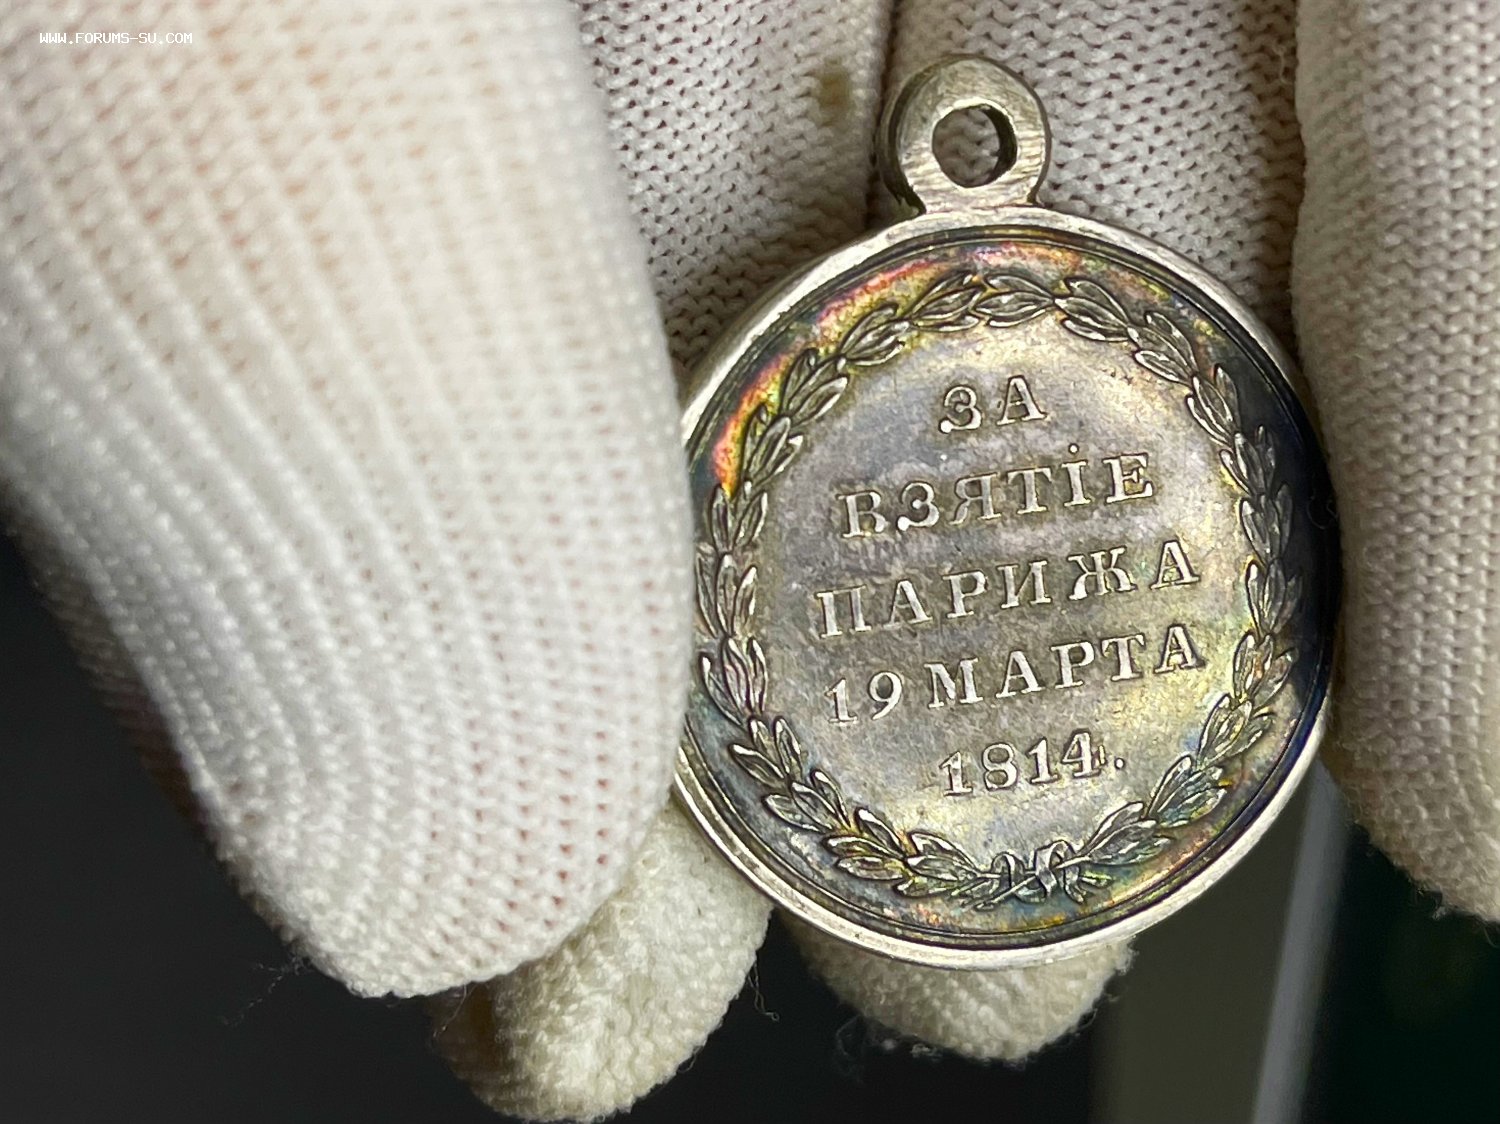 WWW.FORUMS-SU.COM
ЗА
ВЗЯТІЕ
ПАРИЖА
19 МАРТА
1814.